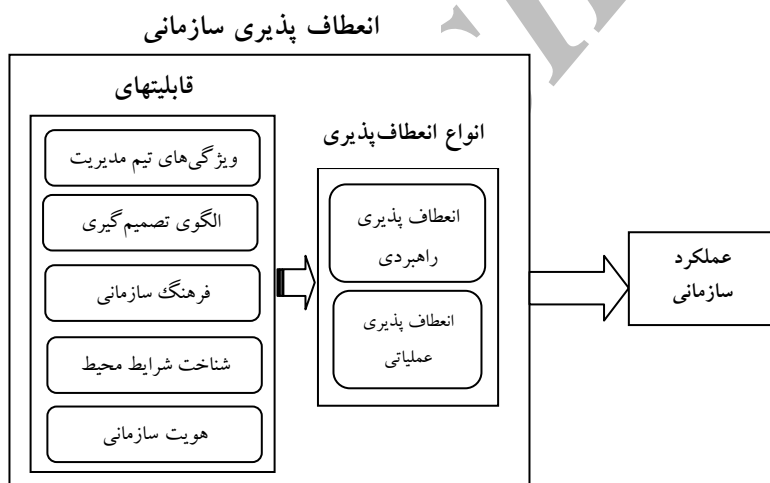 انعطاف پذیری سازمانی
قابلیتهای
ویژگی‌های تیم مدیریت
الگوی تصمیم‌گیری
فرهنگ سازمانی
شناخت شرایط محیط
هویت سازمانی
انواع انعطاف‌پذیری
انعطاف پذیری
راهبردی
انعطاف پذیری
عملیاتی
عملکرد
سازمانی